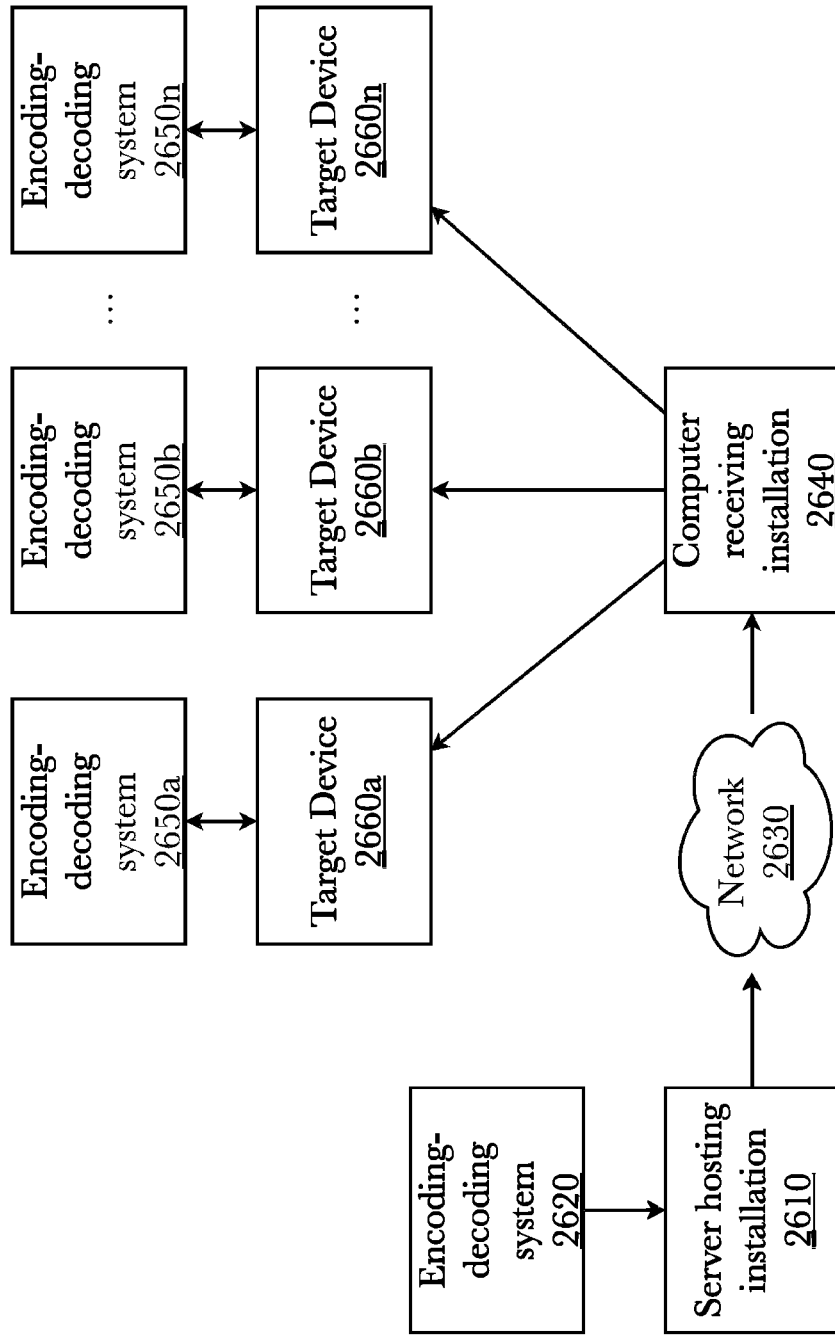 Encoding-
decoding
system
2650a
Encoding-
decoding
system
2650b
...
Encoding-
decoding
system
2650n
Target Device
2660a
Target Device
2660b
...
Target Device
2660n
Encoding-
decoding
system
2620
Server hosting
installation
2610
Network
2630
Computer
receiving
installation
2640